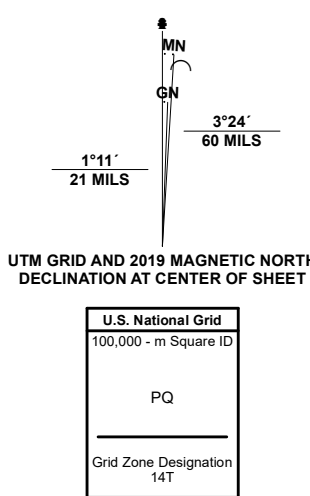 MN
GN
3°24´
60 MILS
1°11´
21 MILS
UTM GRID AND 2019 MAGNETIC NORTH
DECLINATION AT CENTER OF SHEET
U.S. National Grid
100,000 - m Square ID
PQ
Grid Zone Designation
14T